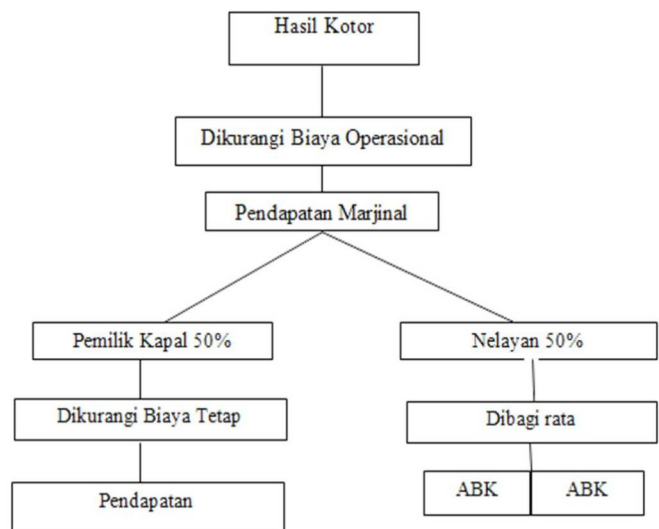 Hasil Kotor
Dikurangi Biaya Operasional
Pendapatan Marjinal
Pemilik Kapal 50%
Nelayan 50%
Dikurangi Biaya Tetap
Dibagi rata
Pendapatan
ABK
ABK